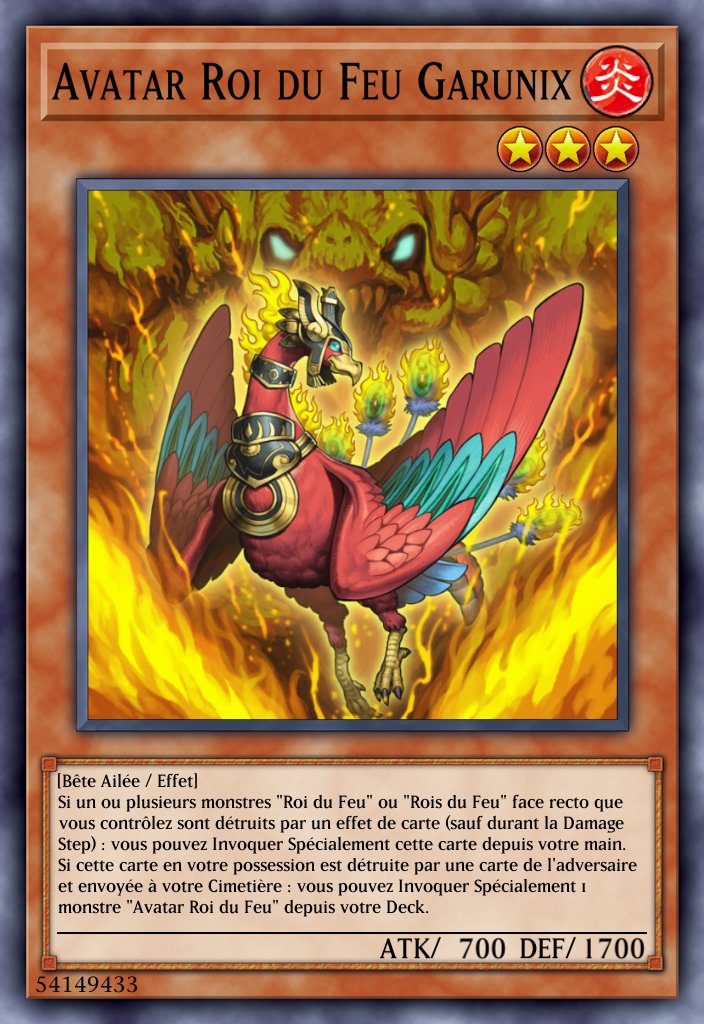 Avatar Roi du Feu Garunix
炎
[Bête Ailée / Effet]
Si un ou plusieurs monstres "Roi du Feu" ou "Rois du Feu" face recto que
vous contrôlez sont détruits par un effet de carte (sauf durant la Damage
Step) : vous pouvez Invoquer Spécialement cette carte depuis votre main.
Si cette carte en votre possession est détruite par une carte de l'adversaire
et envoyée à votre Cimetière : vous pouvez Invoquer Spécialement 1
monstre "Avatar Roi du Feu" depuis votre Deck.
ATK/ 700 DEF/1700
54149433